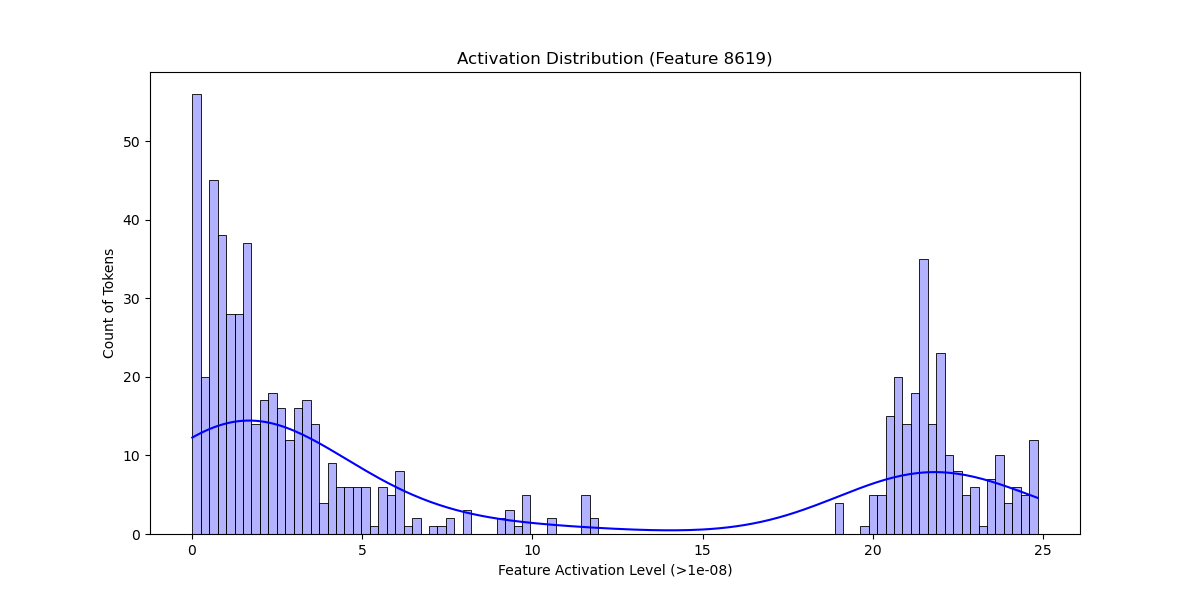 Activation Distribution (Feature 8619)
Count of Tokens
50
40
30
20
10
0
0 5 10 15 20 25
Feature Activation Level (>1e-08)